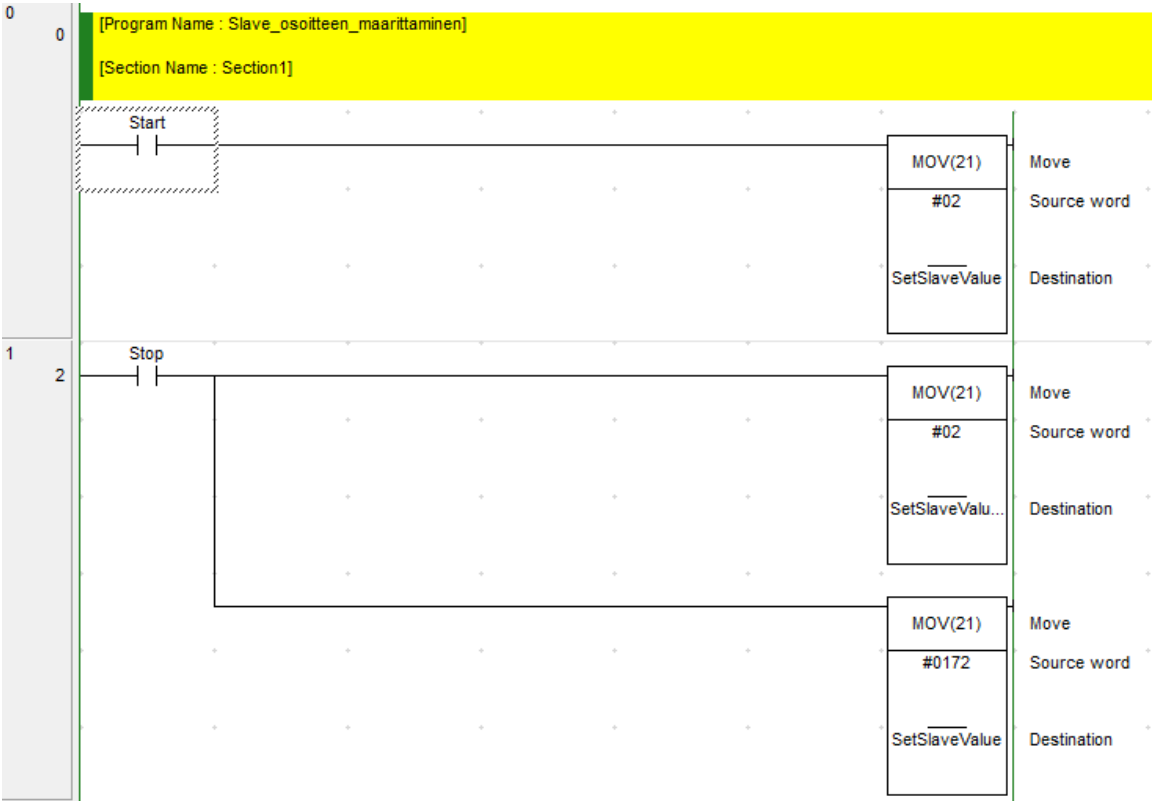 0
0
[Program Name : Slave_osoitteen_maarittaminen]
[Section Name : Section1]
Start
MOV(21) Move
#02 Source word
SetSlaveValue Destination
1
2
Stop
MOV(21) Move
#02 Source word
SetSlaveValu... Destination
MOV(21) Move
#0172 Source word
SetSlaveValue Destination